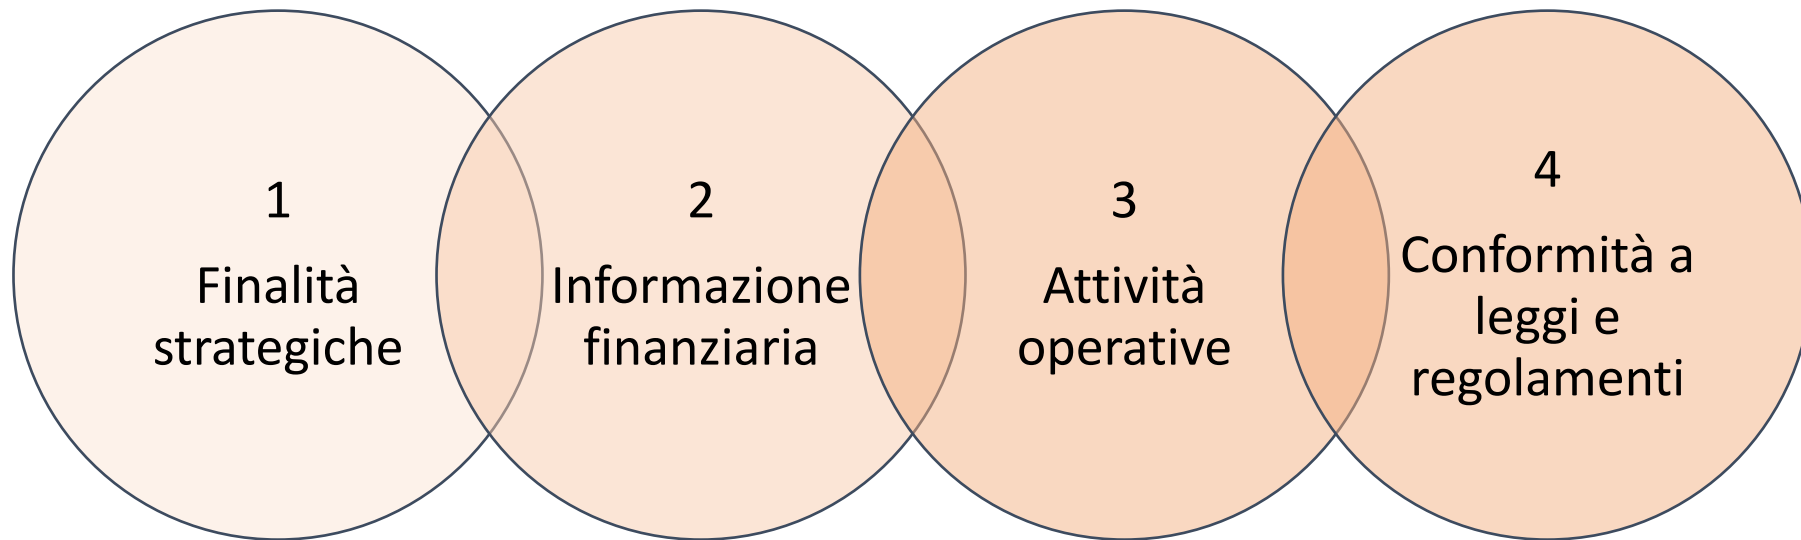 1
Finalità
strategiche
2
Informazione
finanziaria
3
Attività
operative
4
Conformità a
leggi e
regolamenti